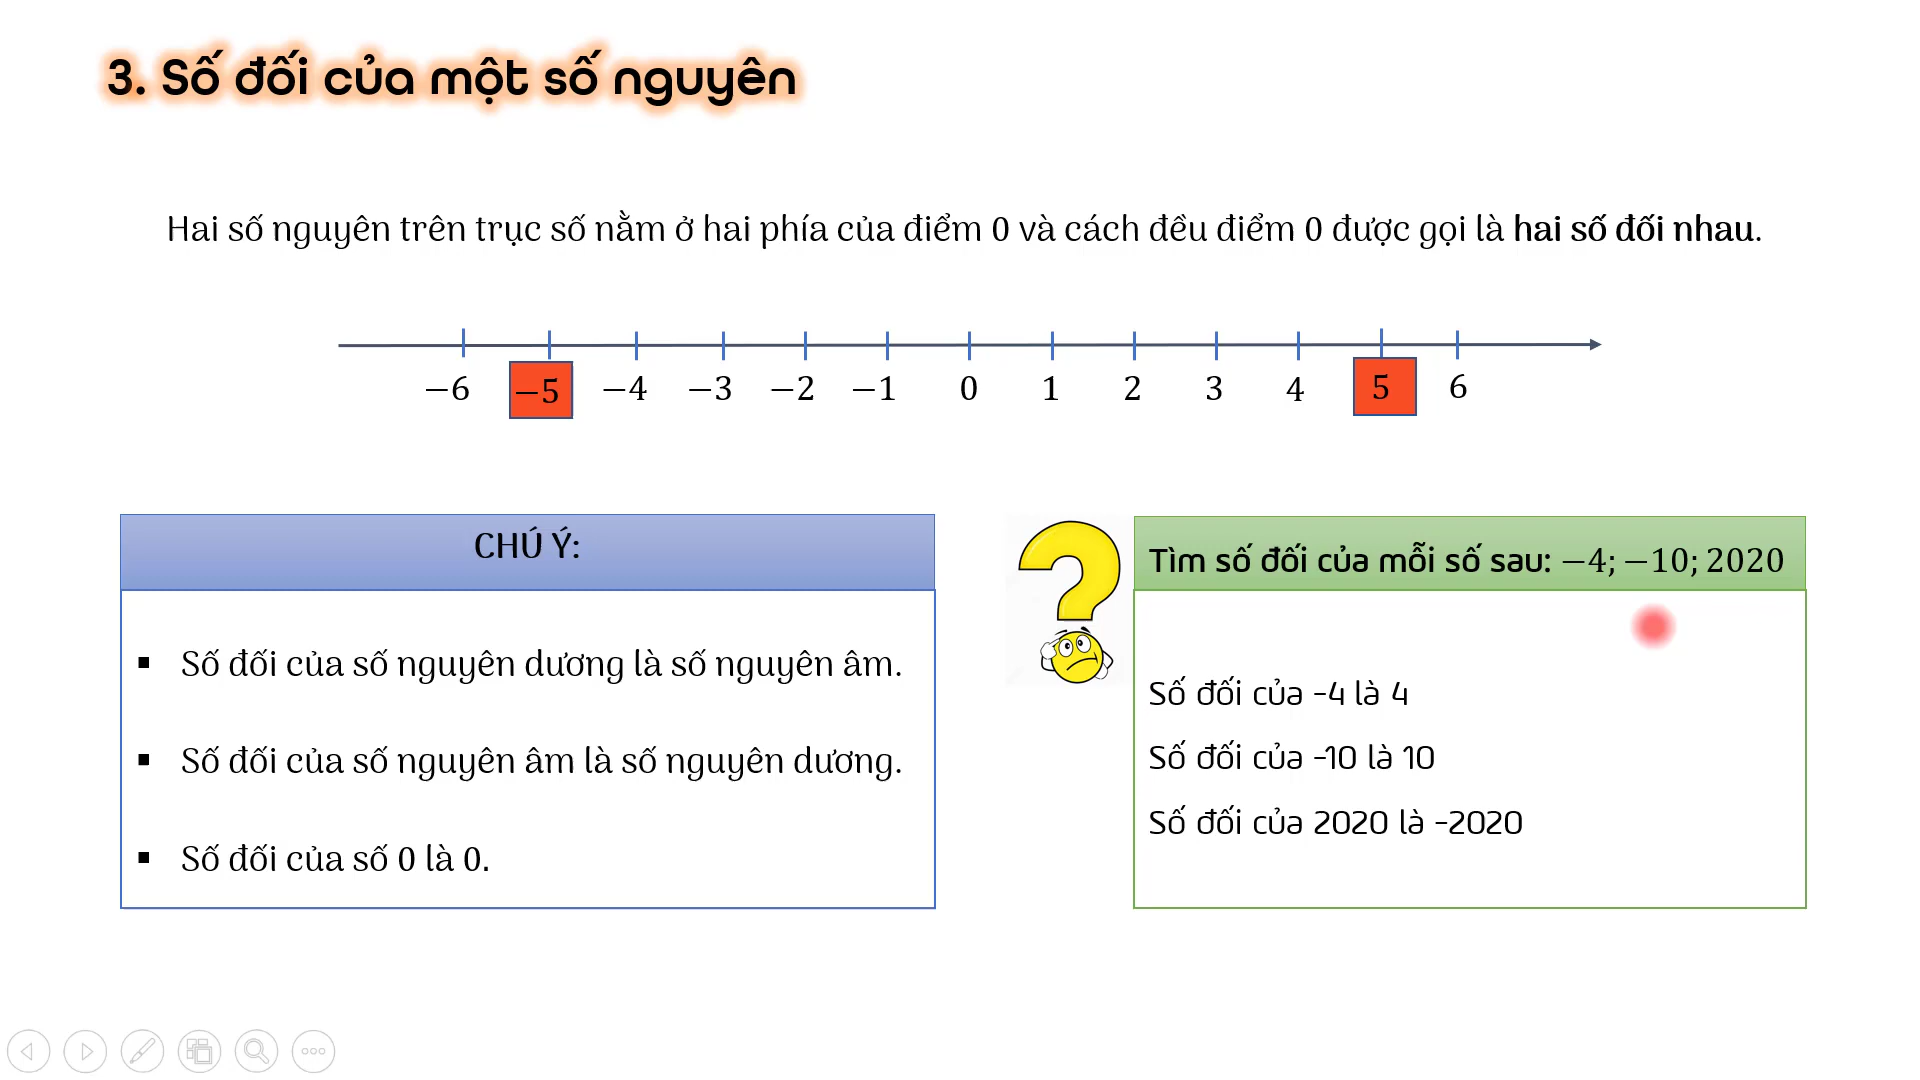 3. Số đối của một số nguyên
Hai số nguyên trên trục số nằm ở hai phía của điểm 0 và cách đều điểm 0 được gọi là hai số đối nhau.
−6 −5 −4 −3 −2 −1 0 1 2 3 4 5 6
CHÚ Ý:
▪ Số đối của số nguyên dương là số nguyên âm.
▪ Số đối của số nguyên âm là số nguyên dương.
▪ Số đối của số 0 là 0.
Tìm số đối của mỗi số sau: −4; −10; 2020
Số đối của -4 là 4
Số đối của -10 là 10
Số đối của 2020 là -2020